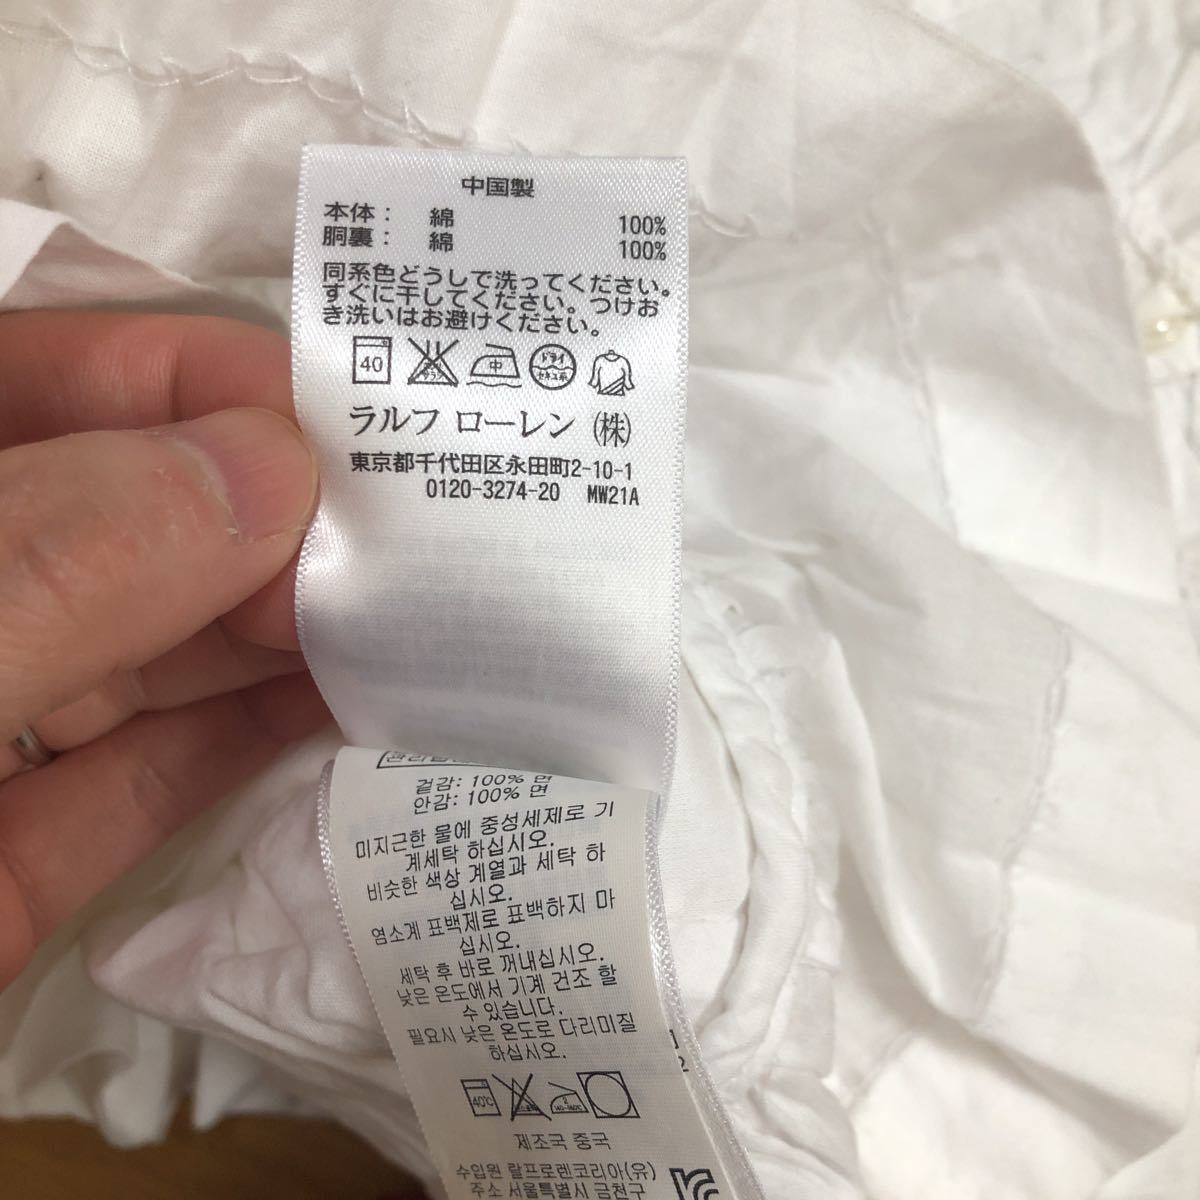 中国製
本体： 綿 100%
胴裏： 綿 100%
同系色どうしで洗ってください。
すぐに干してください。つけお
き洗いはお避けください。
40 中 ドライ セキユ系
ラルフ ローレン ㈱
東京都千代田区永田町2-10-1
0120-3274-20 MW21A
겉감: 100% 면
안감: 100% 면
미지근한 물에 중성세제로 기
계세탁 하십시오.
비슷한 색상 계열과 세탁 하
십시오.
염소계 표백제로 표백하지 마
십시오.
세탁 후 바로 꺼내십시오.
낮은 온도에서 기계 건조 할
수 있습니다.
필요시 낮은 온도로 다리미질
하십시오.
40℃
제조국 중국
수입원 랄프로렌코리아(유)
주소 서울특별시 금천구